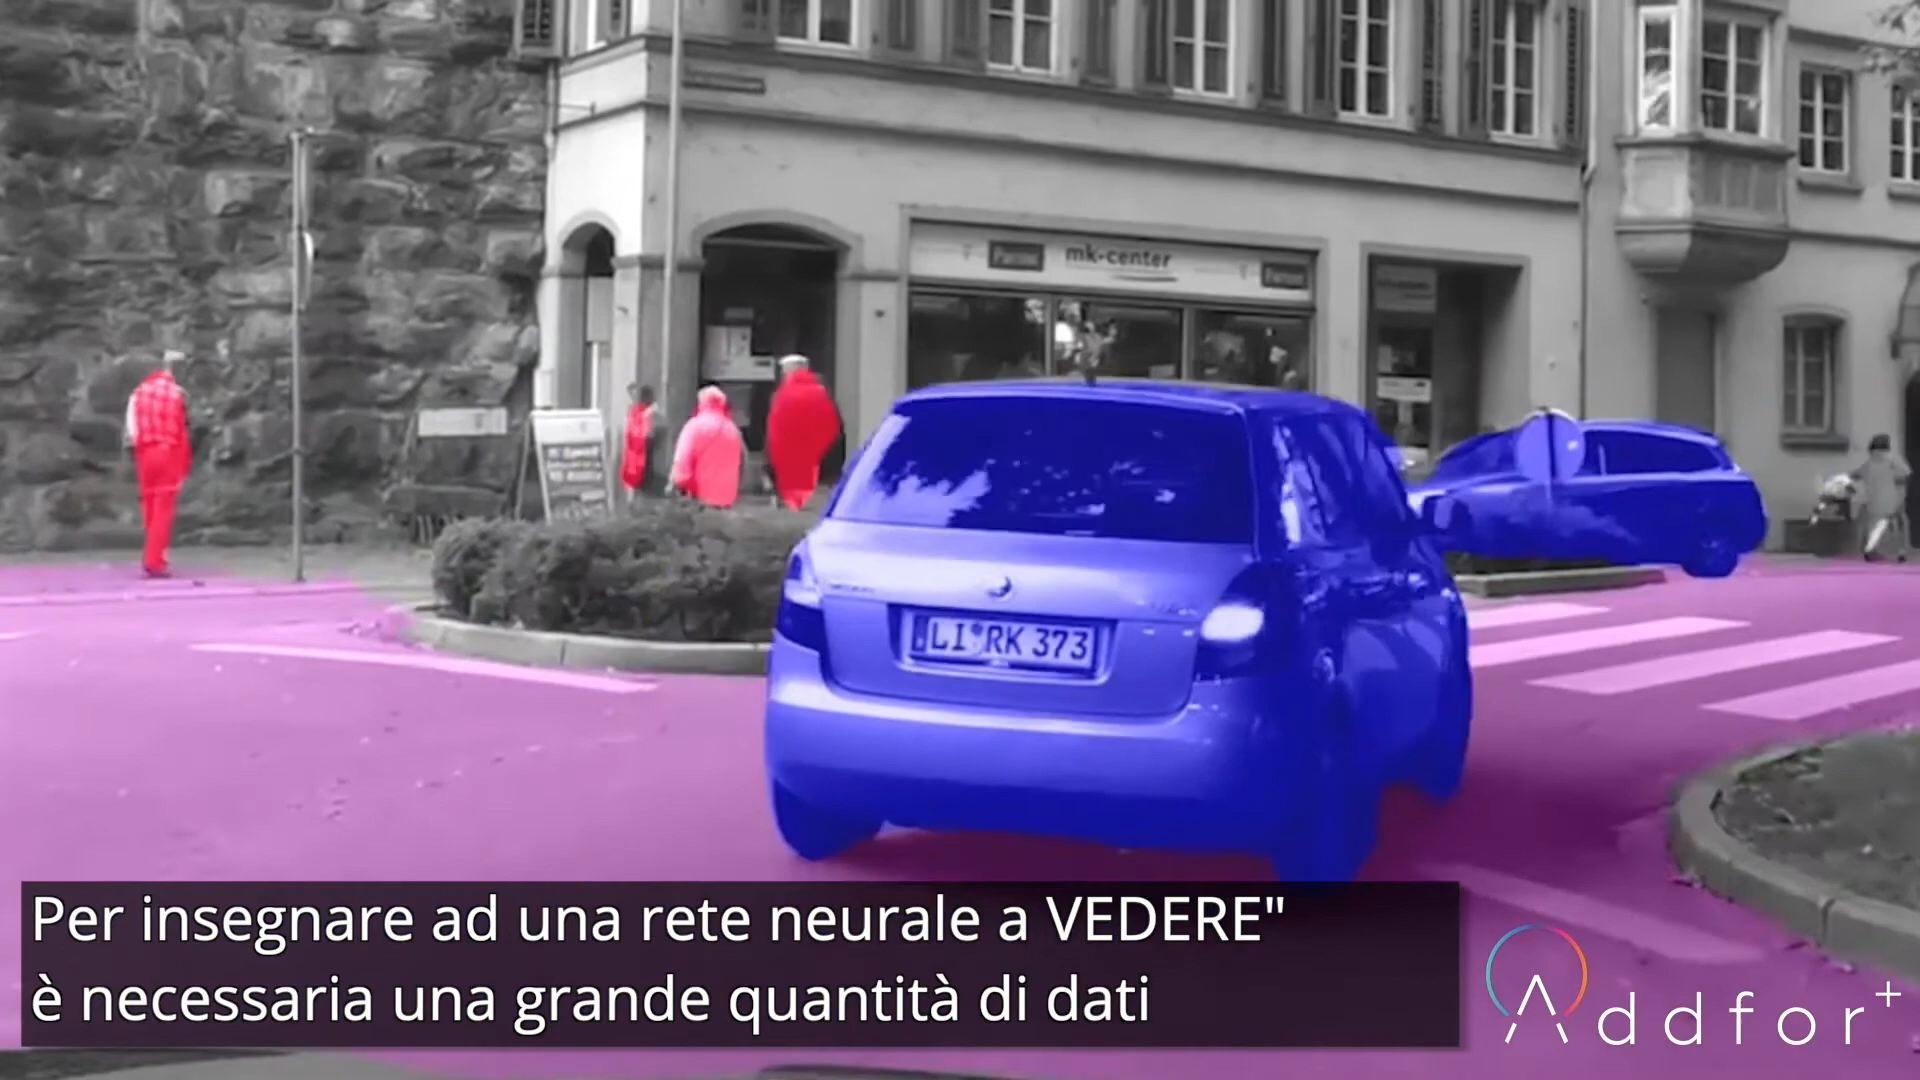 mk-center
LI RK 373
Per insegnare ad una rete neurale a VEDERE"
è necessaria una grande quantità di dati
Addfor+